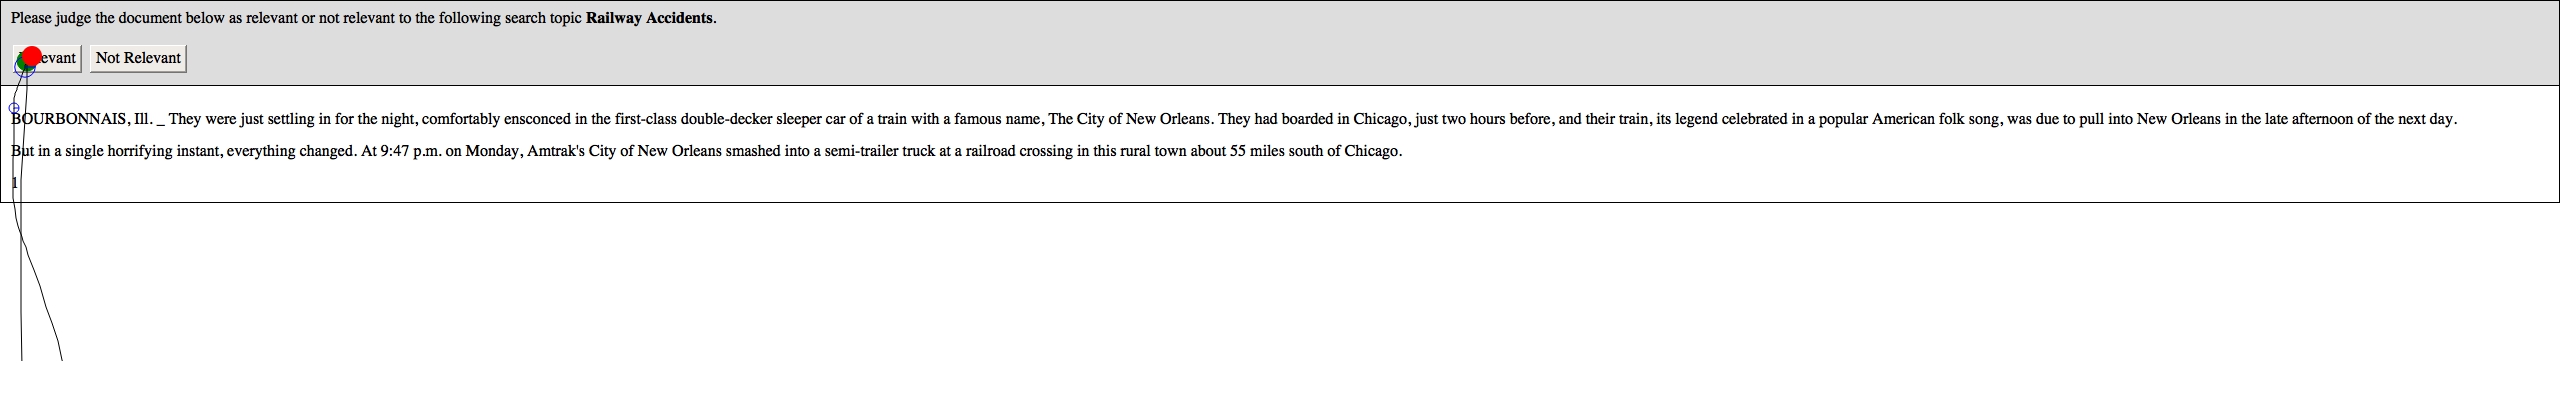 Please judge the document below as relevant or not relevant to the following search topic Railway Accidents.
evant Not Relevant
BOURBONNAIS, Ill. _ They were just settling in for the night, comfortably ensconced in the first-class double-decker sleeper car of a train with a famous name, The City of New Orleans. They had boarded in Chicago, just two hours before, and their train, its legend celebrated in a popular American folk song, was due to pull into New Orleans in the late afternoon of the next day.
But in a single horrifying instant, everything changed. At 9:47 p.m. on Monday, Amtrak's City of New Orleans smashed into a semi-trailer truck at a railroad crossing in this rural town about 55 miles south of Chicago.
1